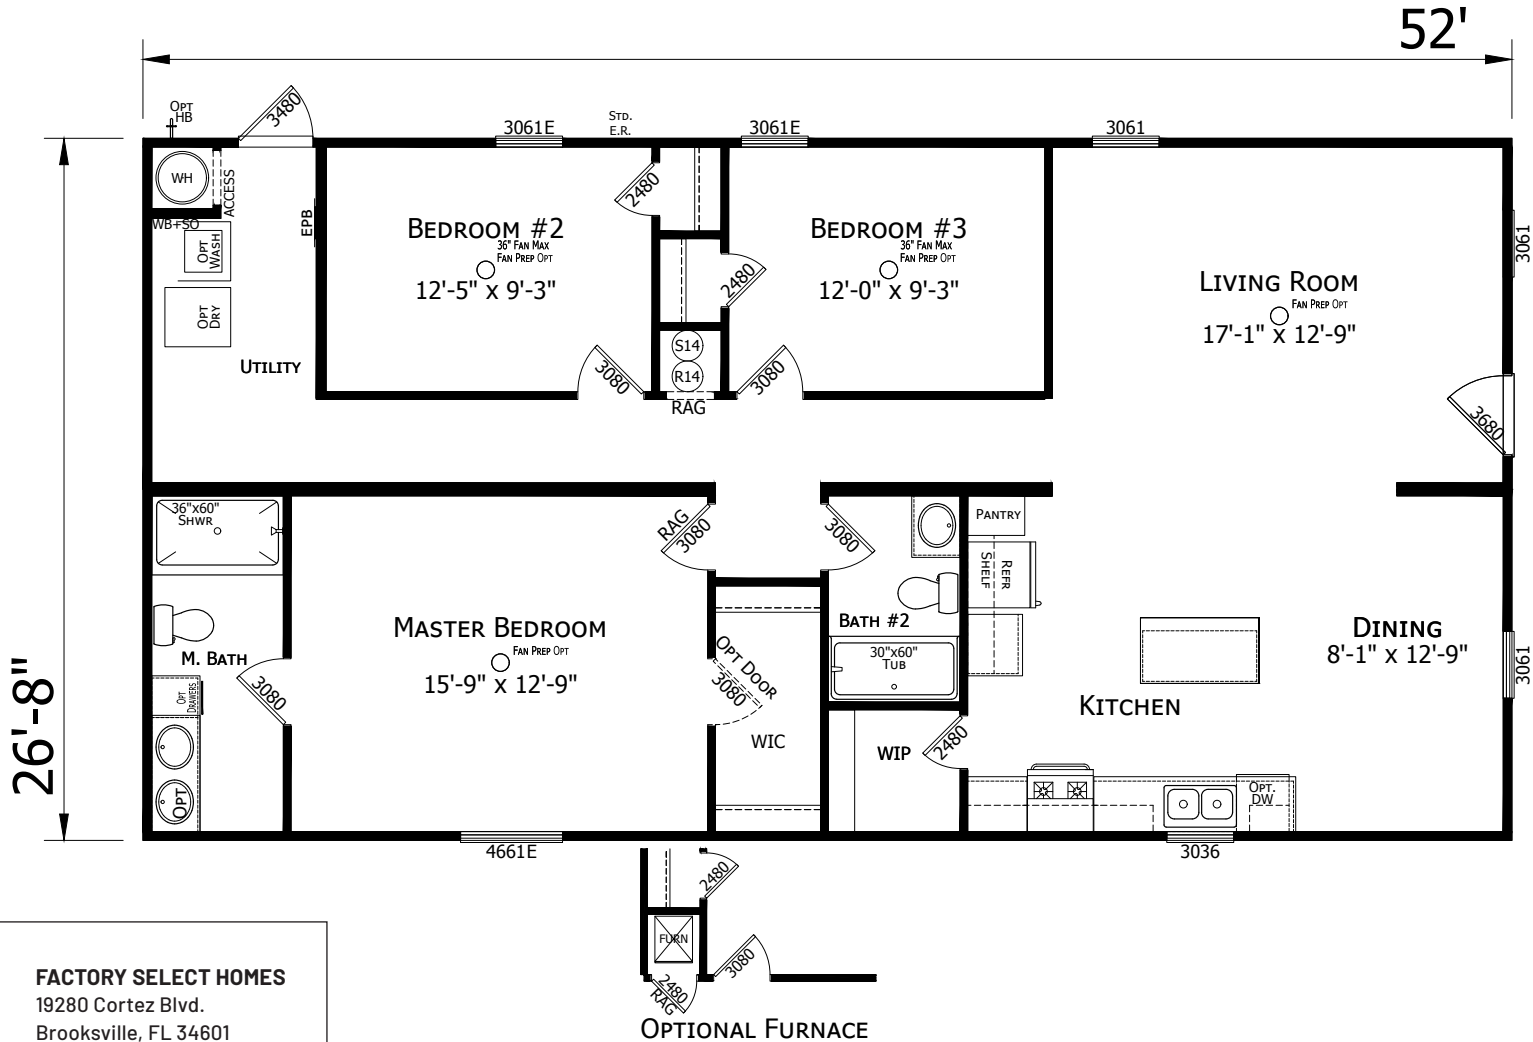 52'
26'-8"
OPT
HB
3480
3061E
STD.
E.R.
3061E
3061
WH
ACCESS
WB+SO
EPB
OPT
WASH
OPT
DRY
UTILITY
BEDROOM #2
36" FAN MAX
FAN PREP OPT
12'-5" X 9'-3"
2480
2480
BEDROOM #3
36" FAN MAX
FAN PREP OPT
12'-0" X 9'-3"
LIVING ROOM
FAN PREP OPT
17'-1" X 12'-9"
3061
S14
R14
RAG
3080
3080
3680
36"x60"
SHWR
RAG
3080
3080
PANTRY
REFR
SHELF
M. BATH
OPT
DRAWERS
3080
OPT
MASTER BEDROOM
FAN PREP OPT
15'-9" X 12'-9"
OPT DOOR
3080
WIC
BATH #2
30"x60"
TUB
WIP
2480
KITCHEN
DINING
8'-1" X 12'-9"
3061
OPT.
DW
4661E
3036
2480
FURN
2480
RAG
3080
OPTIONAL FURNACE
FACTORY SELECT HOMES
19280 Cortez Blvd.
Brooksville, FL 34601